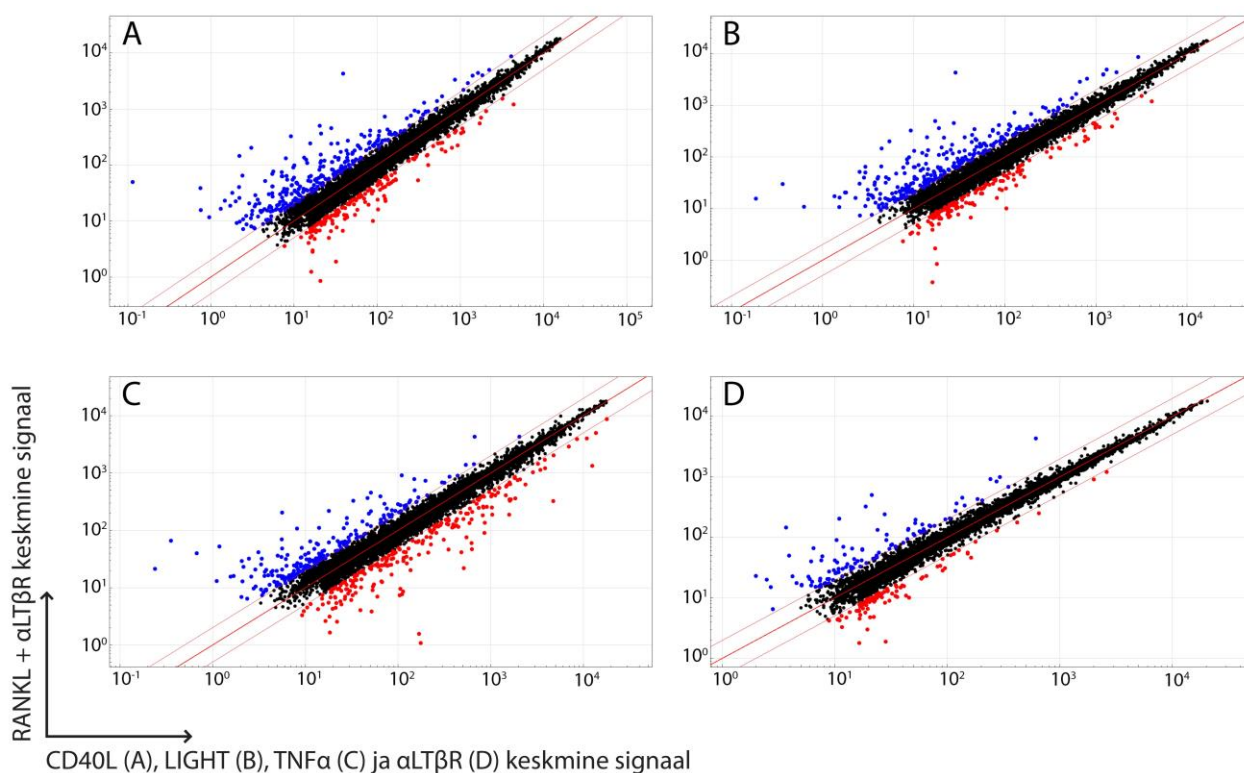 A
10⁴
10³
10²
10¹
10⁰
10⁻¹ 10⁰ 10¹ 10² 10³ 10⁴ 10⁵
B
10⁴
10³
10²
10¹
10⁰
10⁻¹ 10⁰ 10¹ 10² 10³ 10⁴
C
10⁴
10³
10²
10¹
10⁰
10⁻¹ 10⁰ 10¹ 10² 10³ 10⁴
D
10⁴
10³
10²
10¹
10⁰
10⁰ 10¹ 10² 10³ 10⁴
RANKL + αLTβR keskmine signaal
CD40L (A), LIGHT (B), TNFα (C) ja αLTβR (D) keskmine signaal